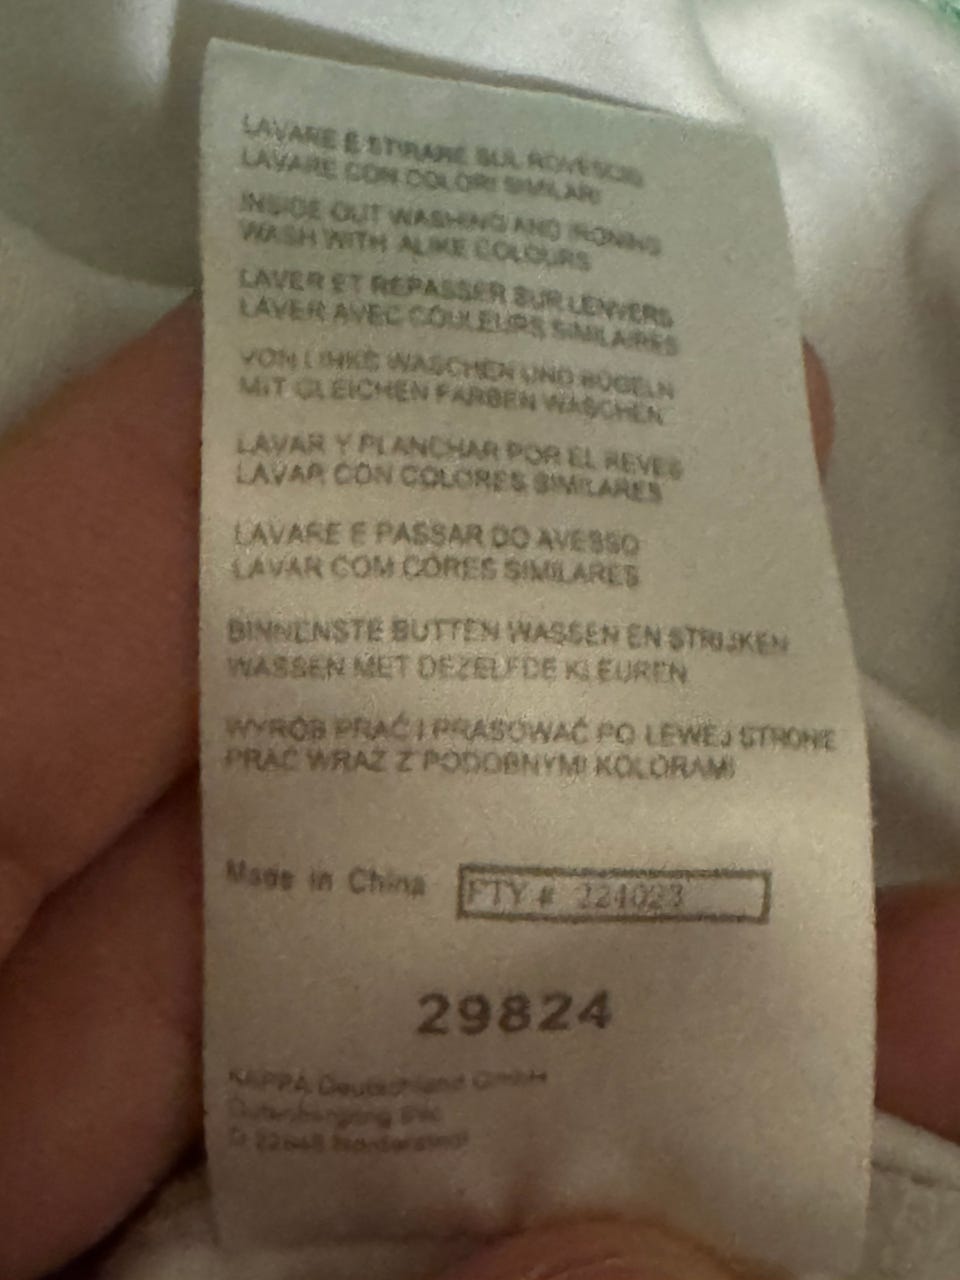 LAVARE E STIRARE SUL ROVESCIO
LAVARE CON COLORI SIMILARI
INSIDE OUT WASHING AND IRONING
WASH WITH ALIKE COLOURS
LAVER ET REPASSER SUR L'ENVERS
LAVER AVEC COULEURS SIMILAIRES
VON LINKS WASCHEN UND BÜGELN
MIT GLEICHEN FARBEN WASCHEN
LAVAR Y PLANCHAR POR EL REVES
LAVAR CON COLORES SIMILARES
LAVARE E PASSAR DO AVESSO
LAVAR COM CORES SIMILARES
BINNENSTE BUTTEN WASSEN EN STRIJKEN
WASSEN MET DEZELFDE KLEUREN
WYRÓB PRAĆ I PRASOWAĆ PO LEWEJ STRONIE
PRAĆ WRAZ Z PODOBNYMI KOLORAMI
Made in China
FTY # 224023
29824
KAPPA Deutschland GmbH
D 22848 Norderstedt